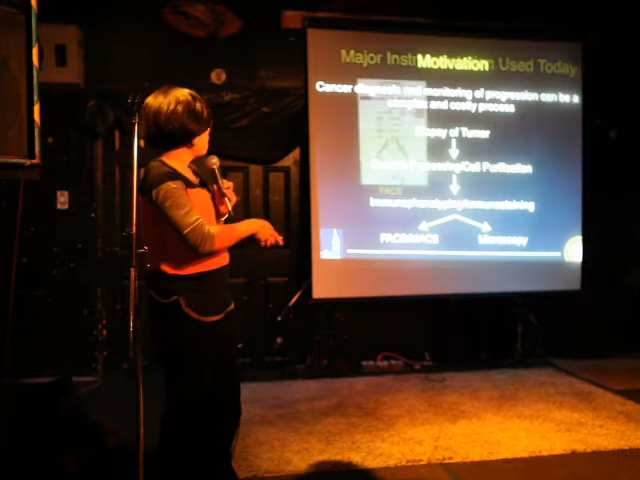 Major Instr Motivation n Used Today
Cancer diagnosis and monitoring of progression can be a
complex and costly process
Biopsy of Tumor
Sample Processing/Cell Purification
Immunophenotyping/Immunostaining
FACS/MACS Microscopy
FACS